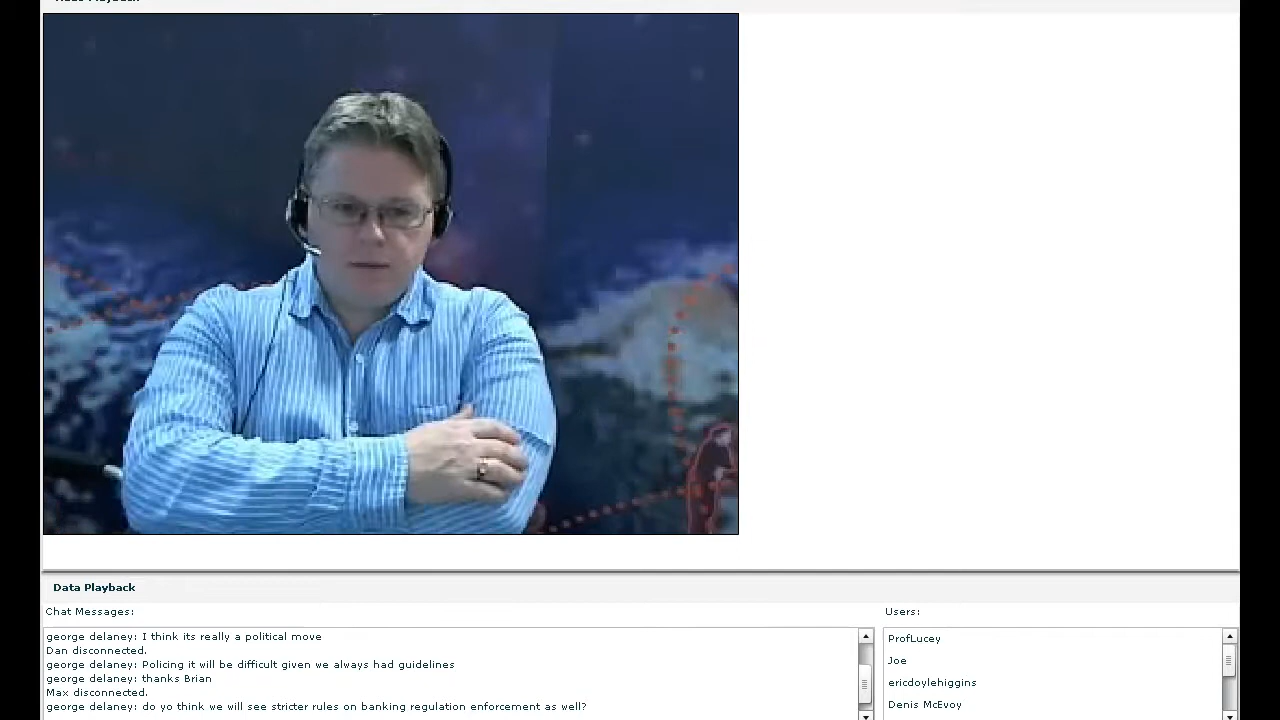 Data Playback
Chat Messages:
Users:
george delaney: I think its really a political move
Dan disconnected.
george delaney: Policing it will be difficult given we always had guidelines
george delaney: thanks Brian
Max disconnected.
george delaney: do yo think we will see stricter rules on banking regulation enforcement as well?
ProfLucey
Joe
ericdoylehiggins
Denis McEvoy